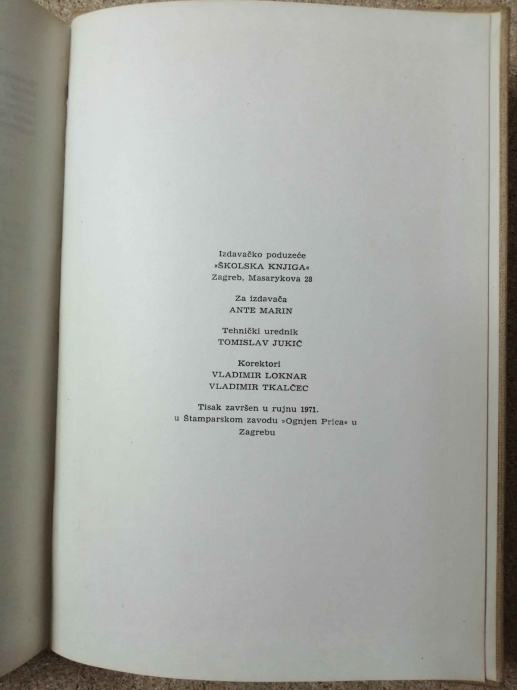 Izdavačko poduzeće
»ŠKOLSKA KNJIGA«
Zagreb, Masarykova 28
Za izdavača
ANTE MARIN
Tehnički urednik
TOMISLAV JUKIĆ
Korektori
VLADIMIR LOKNAR
VLADIMIR TKALČEC
Tisak završen u rujnu 1971.
u Štamparskom zavodu »Ognjen Prica« u
Zagrebu